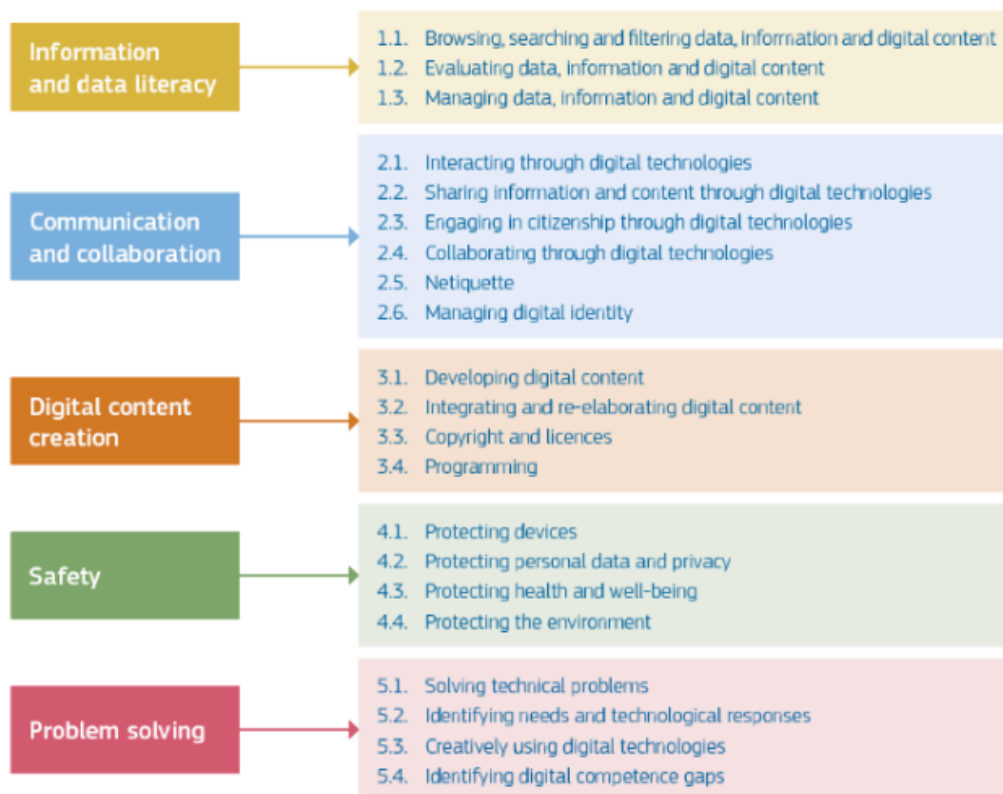 Information
and data literacy
1.1. Browsing, searching and filtering data, information and digital content
1.2. Evaluating data, information and digital content
1.3. Managing data, information and digital content
Communication
and collaboration
2.1. Interacting through digital technologies
2.2. Sharing information and content through digital technologies
2.3. Engaging in citizenship through digital technologies
2.4. Collaborating through digital technologies
2.5. Netiquette
2.6. Managing digital identity
Digital content
creation
3.1. Developing digital content
3.2. Integrating and re-elaborating digital content
3.3. Copyright and licences
3.4. Programming
Safety
4.1. Protecting devices
4.2. Protecting personal data and privacy
4.3. Protecting health and well-being
4.4. Protecting the environment
Problem solving
5.1. Solving technical problems
5.2. Identifying needs and technological responses
5.3. Creatively using digital technologies
5.4. Identifying digital competence gaps